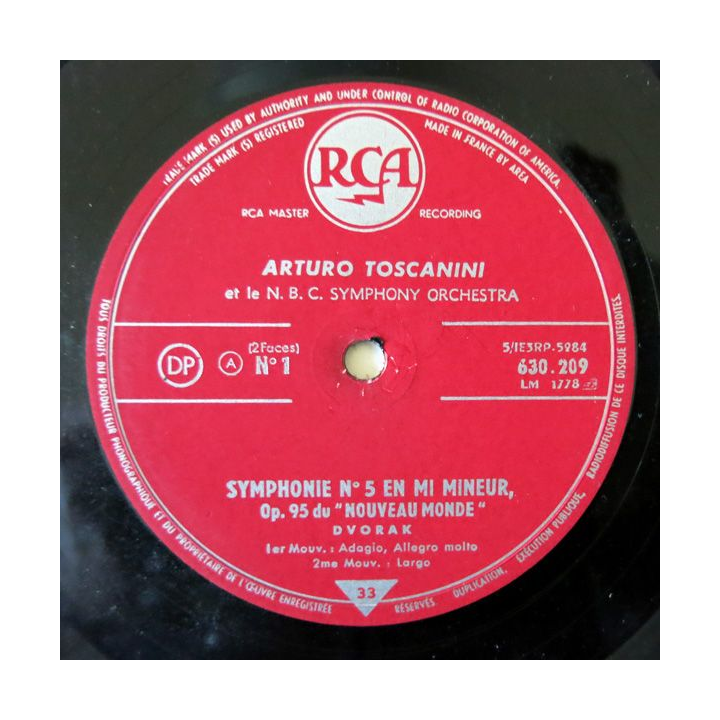 TRADE MARK (S) USED BY AUTHORITY AND UNDER CONTROL OF RADIO CORPORATION OF AMERICA
TRADE MARK (S) REGISTERED
MADE IN FRANCE BY AREA
RCA
RCA MASTER RECORDING
ARTURO TOSCANINI
et le N. B. C. SYMPHONY ORCHESTRA
DP
A
(2 Faces)
N° 1
630.209
LM 1778
SYMPHONIE N° 5 EN MI MINEUR,
Op. 95 du "NOUVEAU MONDE"
DVORAK
1er Mouv. : Adagio, Allegro molto
2me Mouv. : Largo
33
TOUS DROITS DU PRODUCTEUR PHONOGRAPHIQUE ET DU PROPRIÉTAIRE DE L'ŒUVRE ENREGISTRÉE RÉSERVÉS. DUPLICATION, EXÉCUTION PUBLIQUE, RADIODIFFUSION DE CE DISQUE INTERDITES.